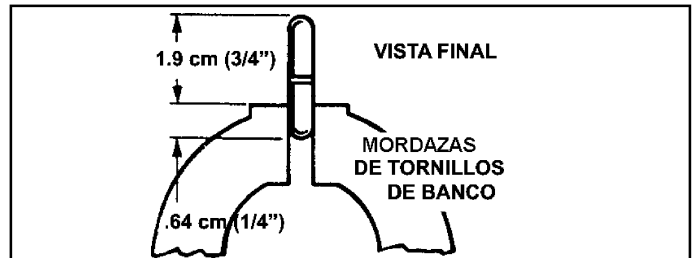 1.9 cm (3/4”)
VISTA FINAL
MORDAZAS
DE TORNILLOS
DE BANCO
.64 cm (1/4”)